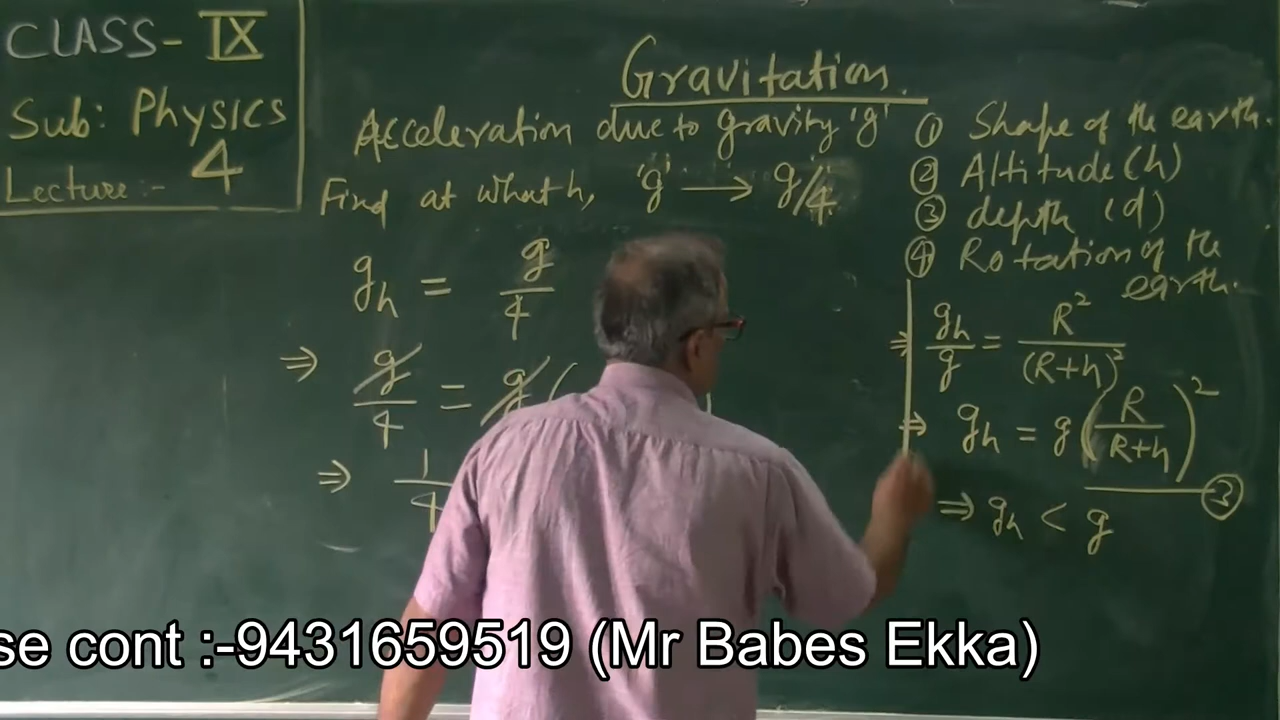 CLASS - IX
Sub: Physics
Lecture:- 4
Gravitation.
Acceleration due to gravity 'g'
Find at what h, 'g' → g/4
gh = g/4
⇒ g/4 = g (
⇒ 1/4
① Shape of the earth.
② Altitude (h)
③ depth (d)
④ Rotation of the
earth.
⇒ gh/g = R²/(R+h)²
⇒ gh = g (R/R+h)²
③
⇒ gh < g
se cont :-9431659519 (Mr Babes Ekka)